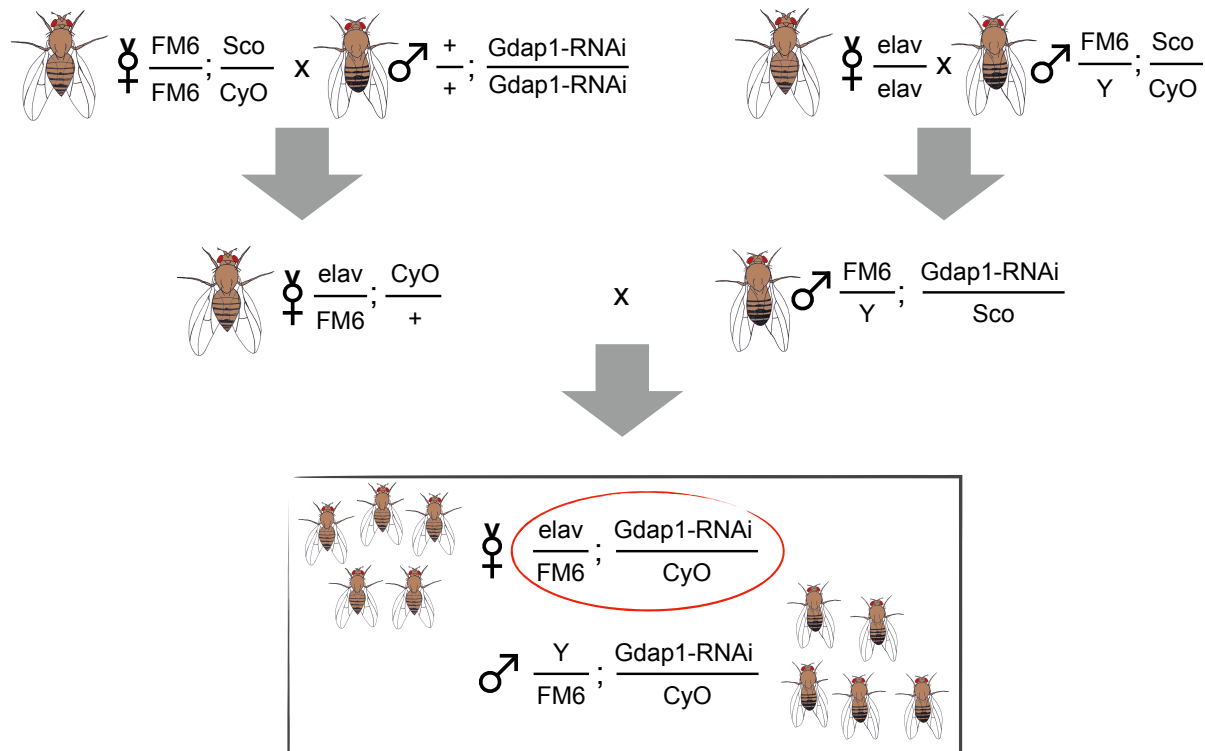 ⚥ FM6/FM6 ; Sco/CyO x ♂ +/+ ; Gdap1-RNAi/Gdap1-RNAi
⚥ elav/elav x ♂ FM6/Y ; Sco/CyO
⚥ elav/FM6 ; CyO/+ x ♂ FM6/Y ; Gdap1-RNAi/Sco
⚥ elav/FM6 ; Gdap1-RNAi/CyO
♂ Y/FM6 ; Gdap1-RNAi/CyO